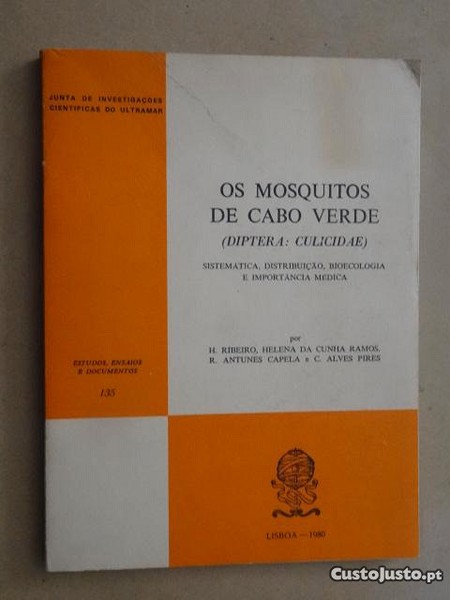 JUNTA DE INVESTIGAÇÕES
CIENTÍFICAS DO ULTRAMAR
OS MOSQUITOS
DE CABO VERDE
(DIPTERA: CULICIDAE)
SISTEMÁTICA, DISTRIBUIÇÃO, BIOECOLOGIA
E IMPORTÂNCIA MÉDICA
por
H. RIBEIRO, HELENA DA CUNHA RAMOS,
R. ANTUNES CAPELA e C. ALVES PIRES
ESTUDOS, ENSAIOS
E DOCUMENTOS
135
LISBOA — 1980
CustoJusto.pt